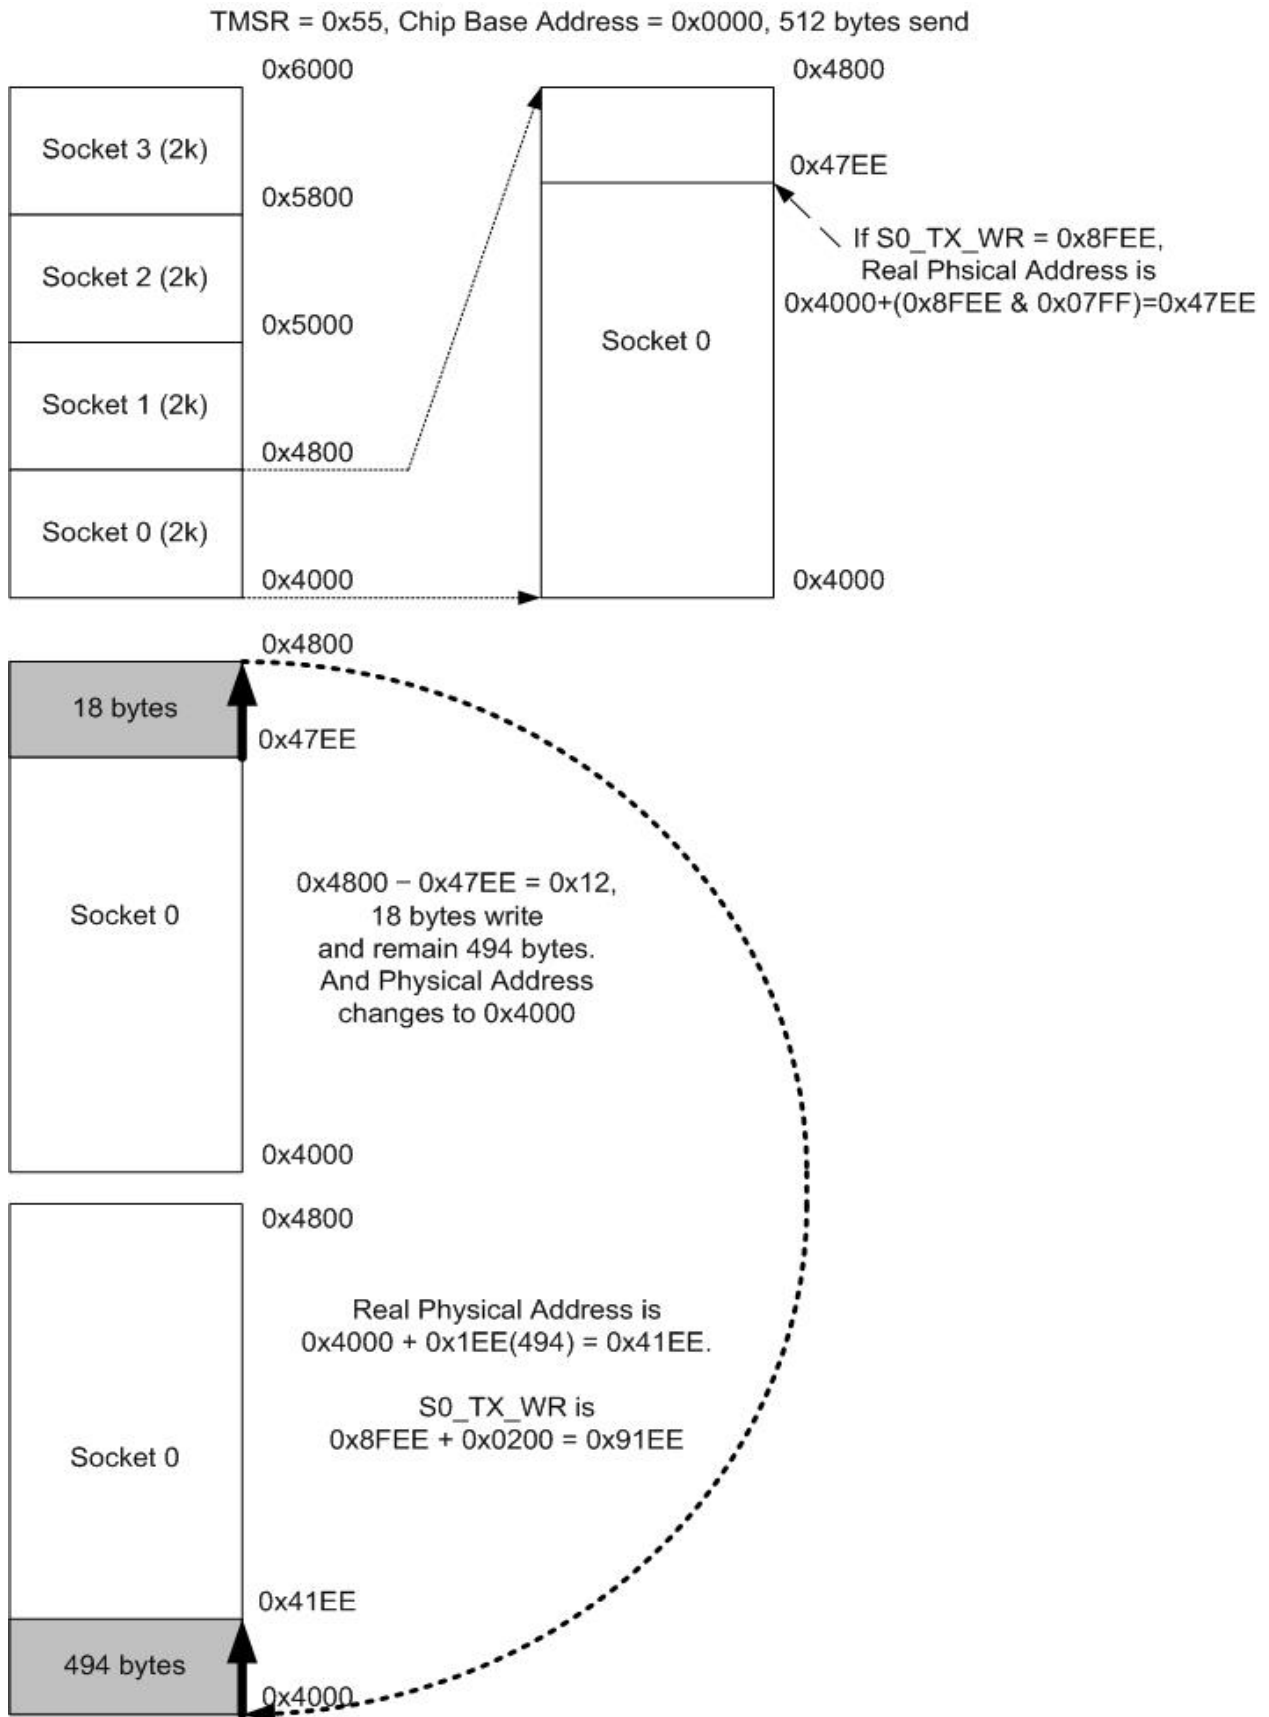 TMSR = 0x55, Chip Base Address = 0x0000, 512 bytes send
0x6000
Socket 3 (2k)
0x5800
Socket 2 (2k)
0x5000
Socket 1 (2k)
0x4800
Socket 0 (2k)
0x4000
0x4800
0x47EE
If S0_TX_WR = 0x8FEE,
Real Phsical Address is
0x4000+(0x8FEE & 0x07FF)=0x47EE
Socket 0
0x4000
0x4800
18 bytes
0x47EE
Socket 0
0x4800 − 0x47EE = 0x12,
18 bytes write
and remain 494 bytes.
And Physical Address
changes to 0x4000
0x4000
0x4800
Real Physical Address is
0x4000 + 0x1EE(494) = 0x41EE.
S0_TX_WR is
0x8FEE + 0x0200 = 0x91EE
Socket 0
0x41EE
494 bytes
0x4000